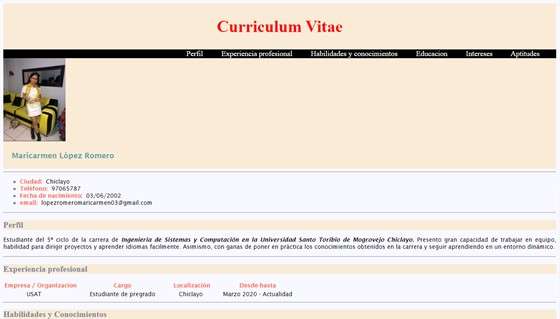 Curriculum Vitae
Perfil Experiencia profesional Habilidades y conocimientos Educacion Intereses Aptitudes
Maricarmen López Romero
Ciudad: Chiclayo
Teléfono: 97065787
Fecha de nacimiento: 03/06/2002
email: lopezromeromaricarmen03@gmail.com
Perfil
Estudiante del 5° ciclo de la carrera de Ingenieria de Sistemas y Computación en la Universidad Santo Toribio de Mogrovejo Chiclayo. Presento gran capacidad de trabajar en equipo,
habilidad para dirigir proyectos y aprender idiomas facilmente. Asimismo, con ganas de poner en práctica los conocimientos obtenidos en la carrera y seguir aprendiendo en un entorno dinámico.
Experiencia profesional
Empresa / Organizacion Cargo Localización Desde-hasta
USAT Estudiante de pregrado Chiclayo Marzo 2020 - Actualidad
Habilidades y Conocimientos